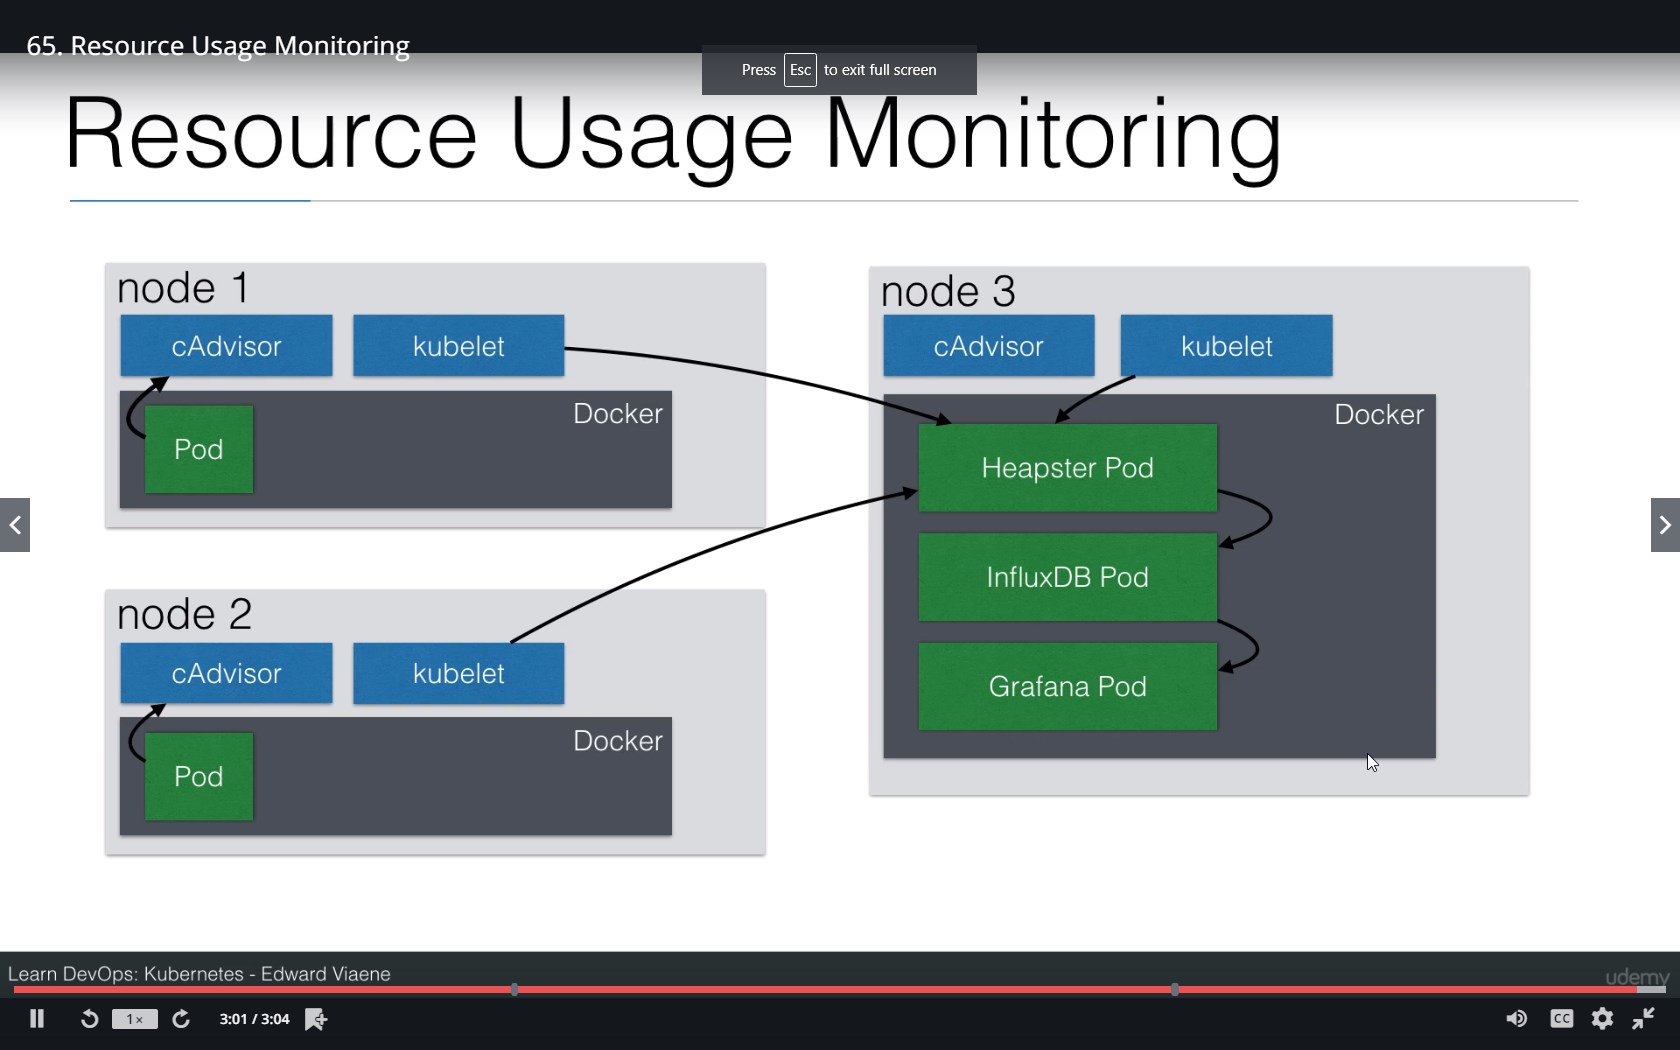 65. Resource Usage Monitoring
Press Esc to exit full screen
Resource Usage Monitoring
node 1
cAdvisor
kubelet
Docker
Pod
node 2
cAdvisor
kubelet
Docker
Pod
node 3
cAdvisor
kubelet
Docker
Heapster Pod
InfluxDB Pod
Grafana Pod
Learn DevOps: Kubernetes - Edward Viaene
udemy
1×
3:01 / 3:04
CC